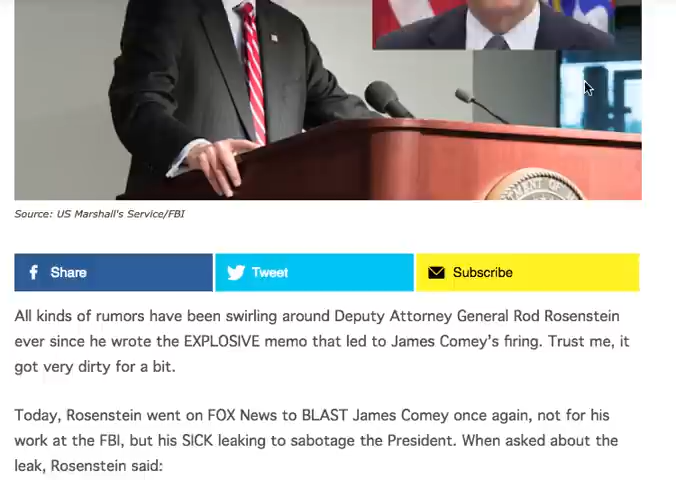 MENT OF JU
Source: US Marshall's Service/FBI
Share
Tweet
Subscribe
All kinds of rumors have been swirling around Deputy Attorney General Rod Rosenstein
ever since he wrote the EXPLOSIVE memo that led to James Comey's firing. Trust me, it
got very dirty for a bit.
Today, Rosenstein went on FOX News to BLAST James Comey once again, not for his
work at the FBI, but his SICK leaking to sabotage the President. When asked about the
leak, Rosenstein said: